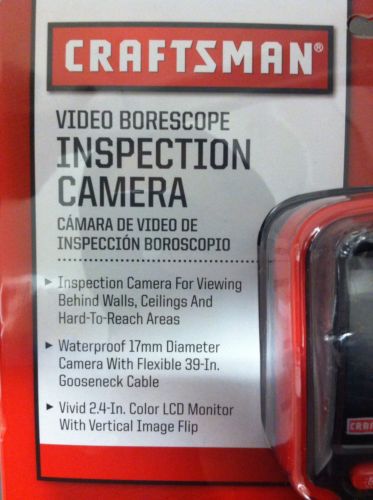 CRAFTSMAN®
VIDEO BORESCOPE
INSPECTION
CAMERA
CÁMARA DE VIDEO DE
INSPECCIÓN BOROSCOPIO
Inspection Camera For Viewing
Behind Walls, Ceilings And
Hard-To-Reach Areas
Waterproof 17mm Diameter
Camera With Flexible 39-In.
Gooseneck Cable
Vivid 2.4-In. Color LCD Monitor
With Vertical Image Flip
CRAF